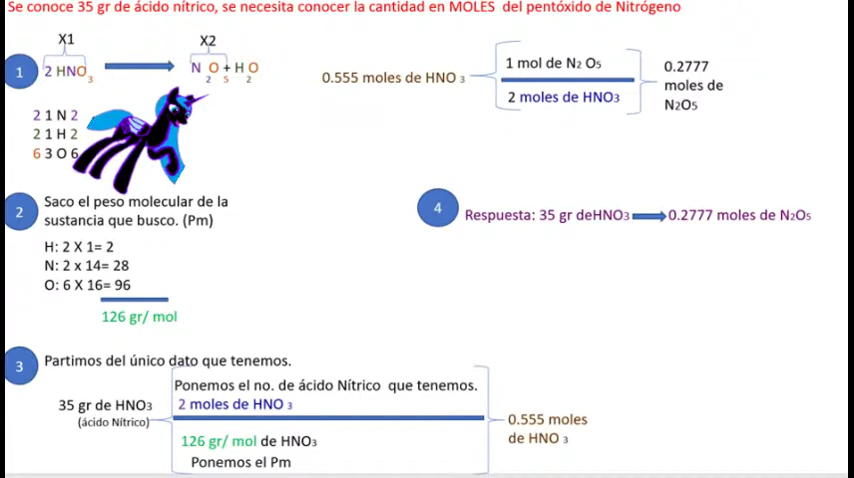 Se conoce 35 gr de ácido nítrico, se necesita conocer la cantidad en MOLES del pentóxido de Nitrógeno
X1
X2
1
2 HNO3
N2O5 + H2O
2 1 N 2
2 1 H 2
6 3 O 6
0.555 moles de HNO 3
1 mol de N2 O5
2 moles de HNO3
0.2777
moles de
N2O5
2
Saco el peso molecular de la
sustancia que busco. (Pm)
H: 2 X 1= 2
N: 2 x 14= 28
O: 6 X 16= 96
126 gr/ mol
4
Respuesta: 35 gr deHNO3
0.2777 moles de N2O5
3
Partimos del único dato que tenemos.
35 gr de HNO3
(ácido Nítrico)
Ponemos el no. de ácido Nítrico que tenemos.
2 moles de HNO 3
126 gr/ mol de HNO3
Ponemos el Pm
0.555 moles
de HNO 3